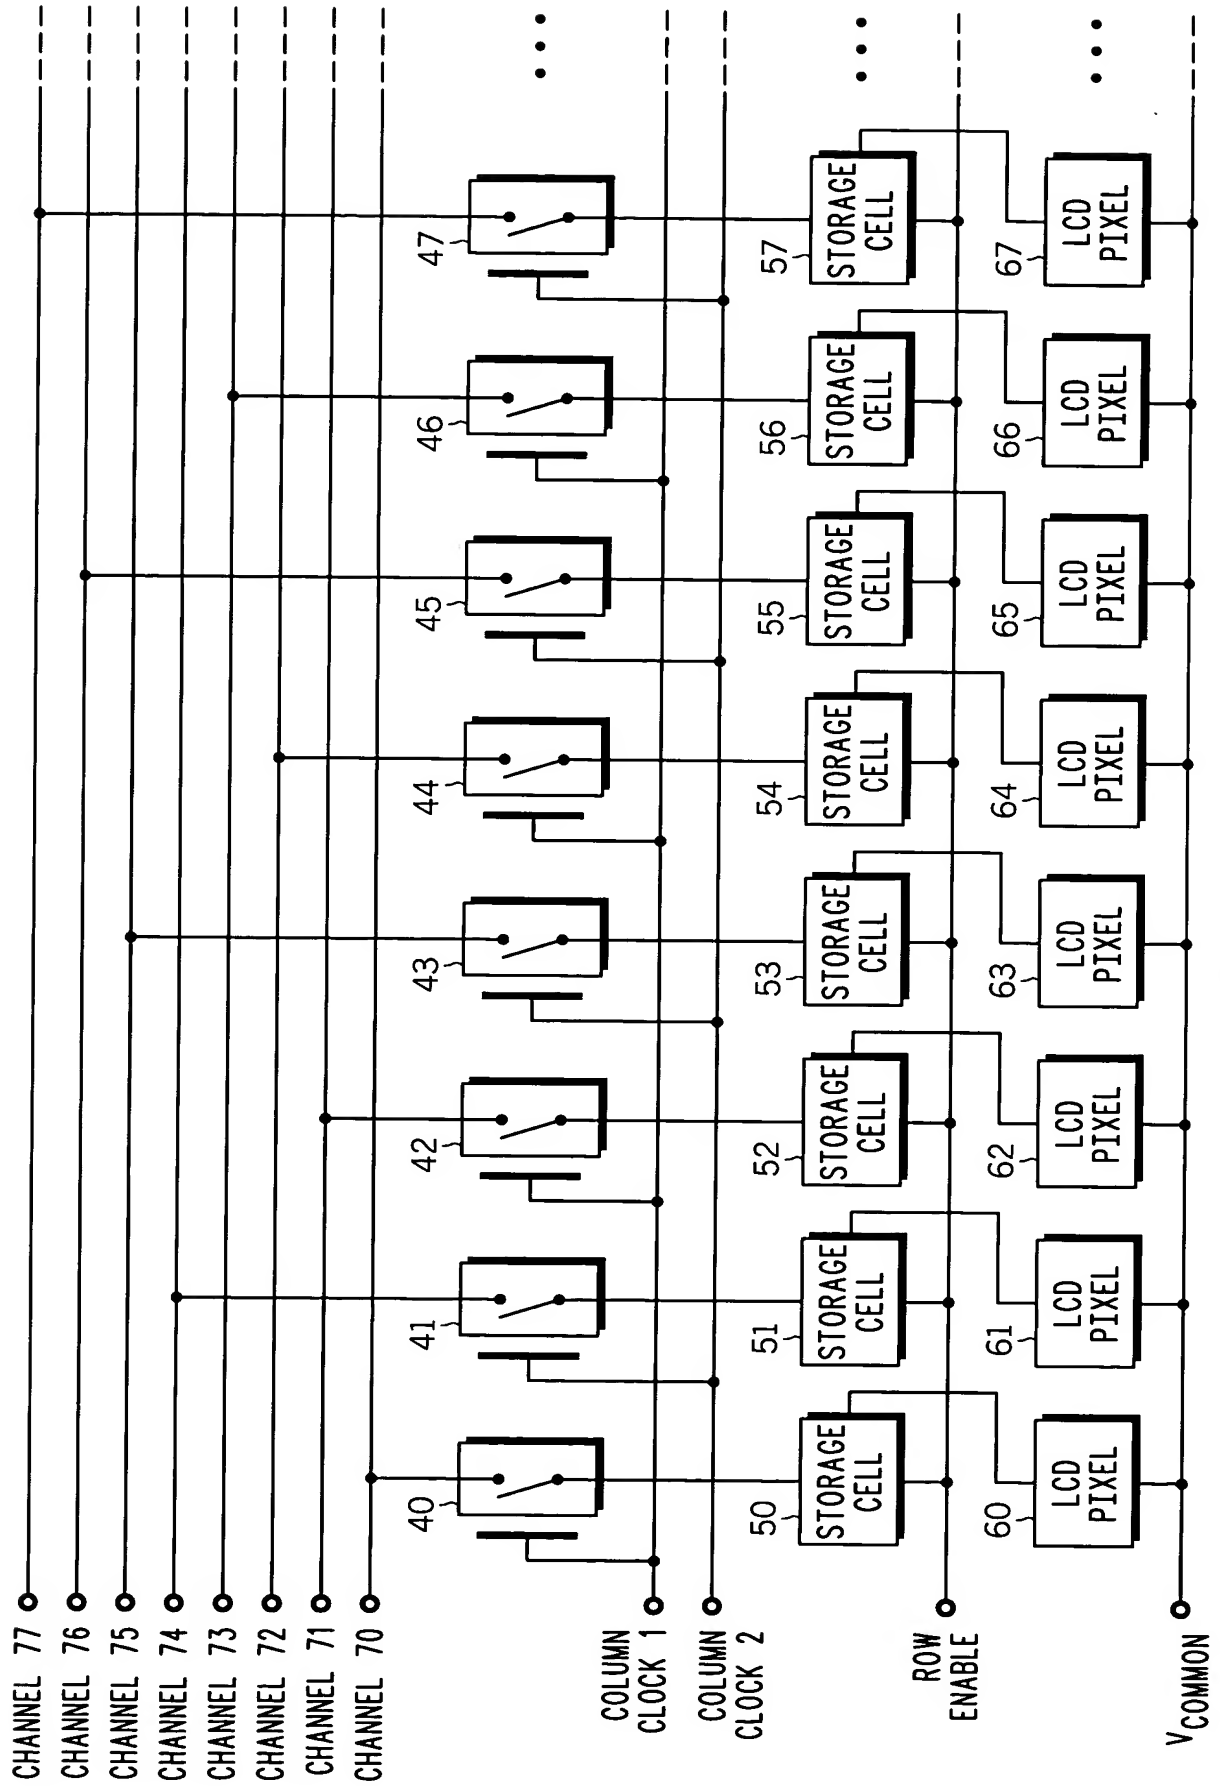 CHANNEL 77
CHANNEL 76
CHANNEL 75
CHANNEL 74
CHANNEL 73
CHANNEL 72
CHANNEL 71
CHANNEL 70
40
41
42
43
44
45
46
47
COLUMN
CLOCK 1
COLUMN
CLOCK 2
50
STORAGE
CELL
51
STORAGE
CELL
52
STORAGE
CELL
53
STORAGE
CELL
54
STORAGE
CELL
55
STORAGE
CELL
56
STORAGE
CELL
57
STORAGE
CELL
ROW
ENABLE
60
LCD
PIXEL
61
LCD
PIXEL
62
LCD
PIXEL
63
LCD
PIXEL
64
LCD
PIXEL
65
LCD
PIXEL
66
LCD
PIXEL
67
LCD
PIXEL
VCOMMON